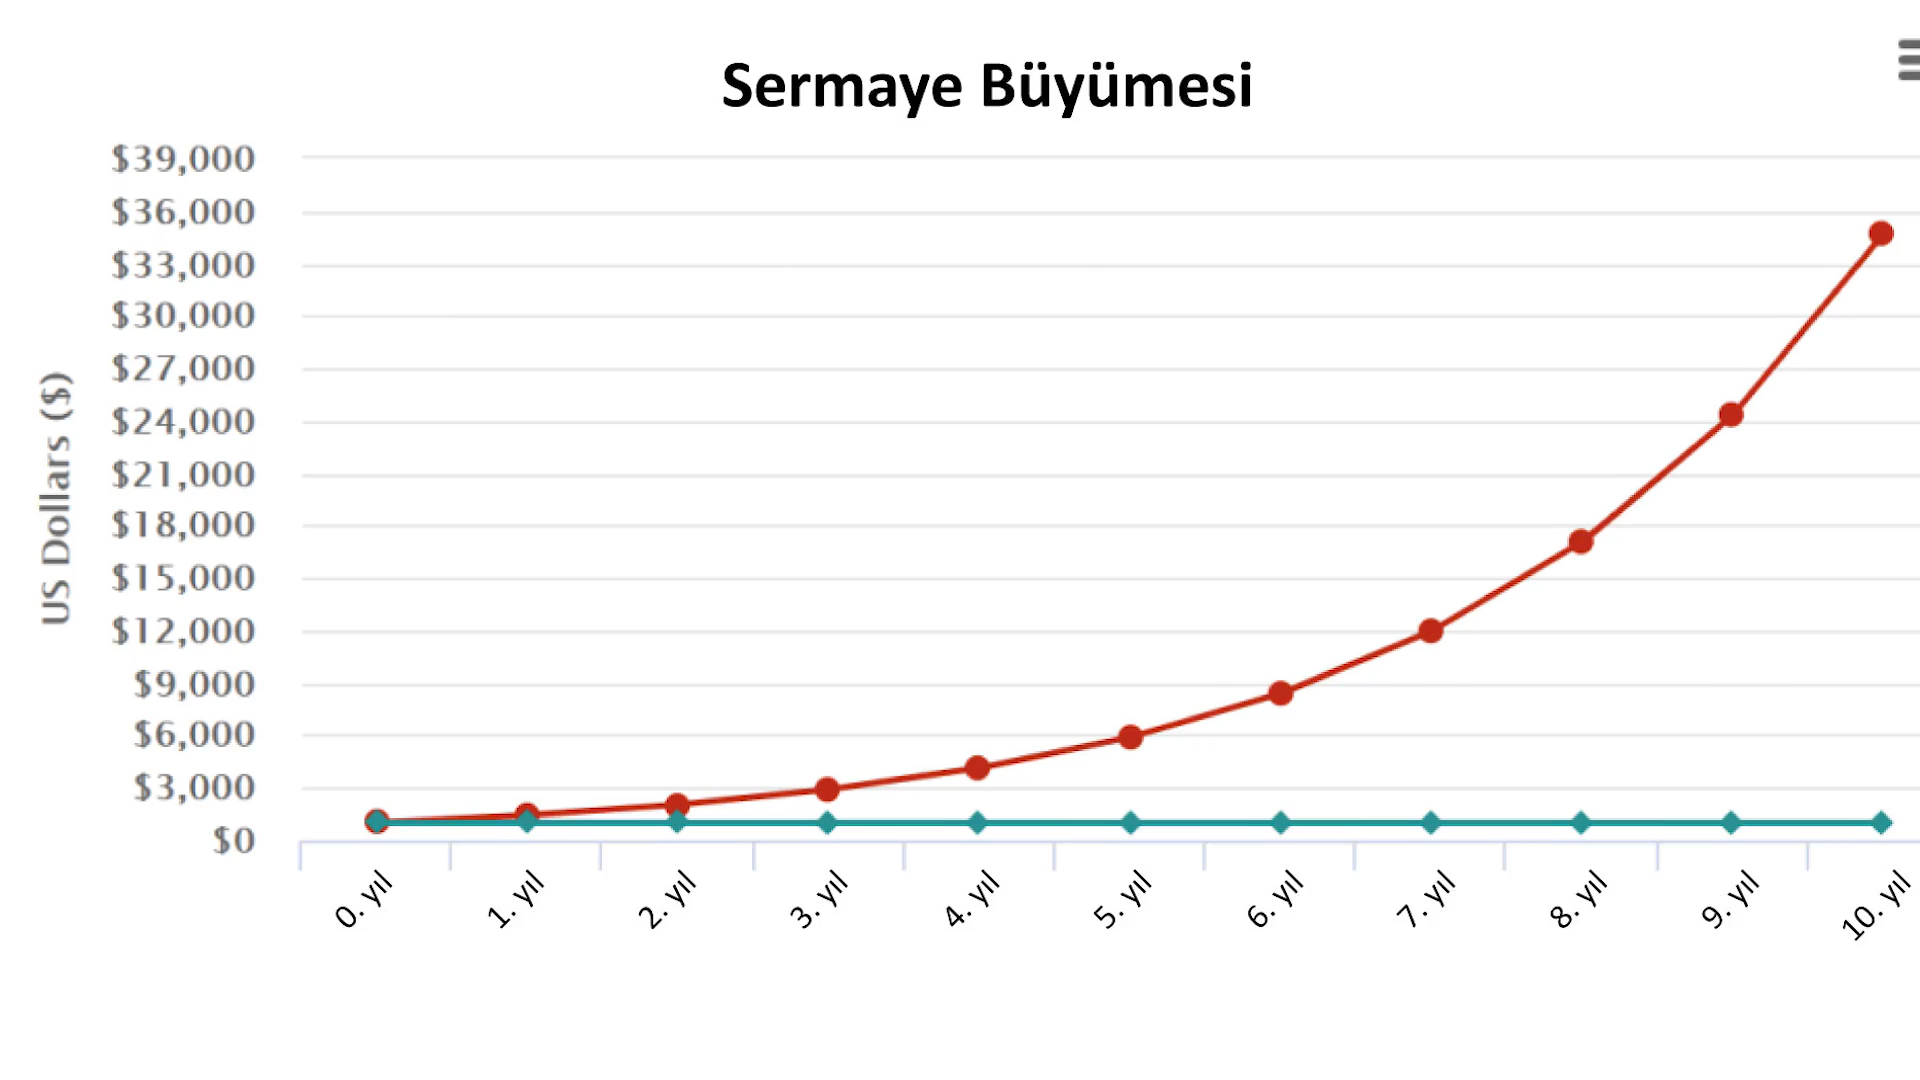 Sermaye Büyümesi
US Dollars ($)
$39,000
$36,000
$33,000
$30,000
$27,000
$24,000
$21,000
$18,000
$15,000
$12,000
$9,000
$6,000
$3,000
$0
0. yıl
1. yıl
2. yıl
3. yıl
4. yıl
5. yıl
6. yıl
7. yıl
8. yıl
9. yıl
10. yıl